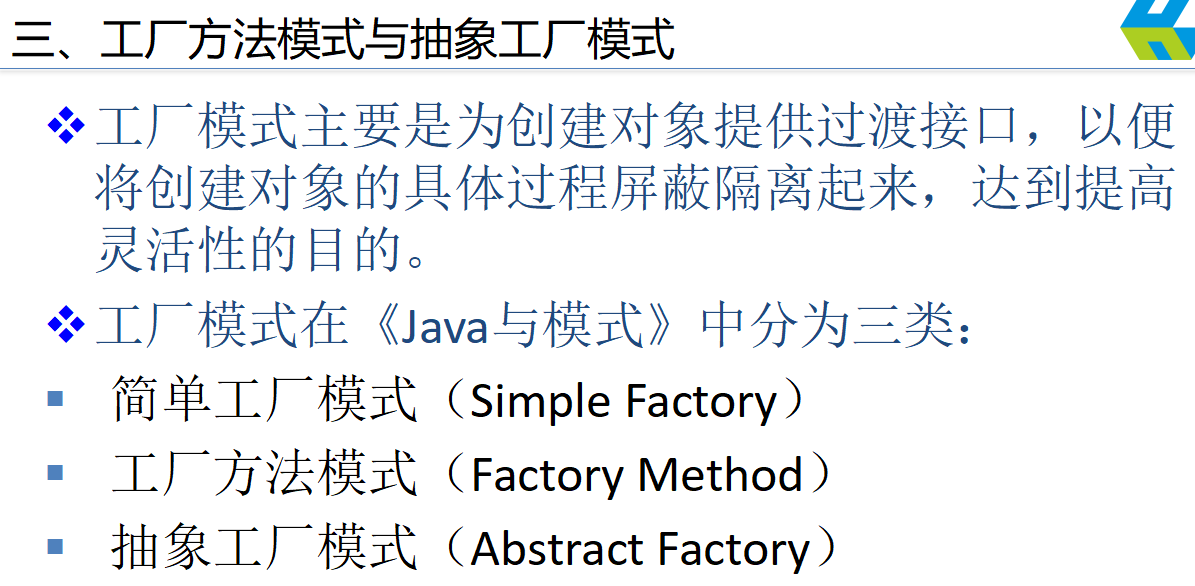 三、工厂方法模式与抽象工厂模式
工厂模式主要是为创建对象提供过渡接口，以便
将创建对象的具体过程屏蔽隔离起来，达到提高
灵活性的目的。
工厂模式在《Java与模式》中分为三类：
简单工厂模式（Simple Factory）
工厂方法模式（Factory Method）
抽象工厂模式（Abstract Factory）